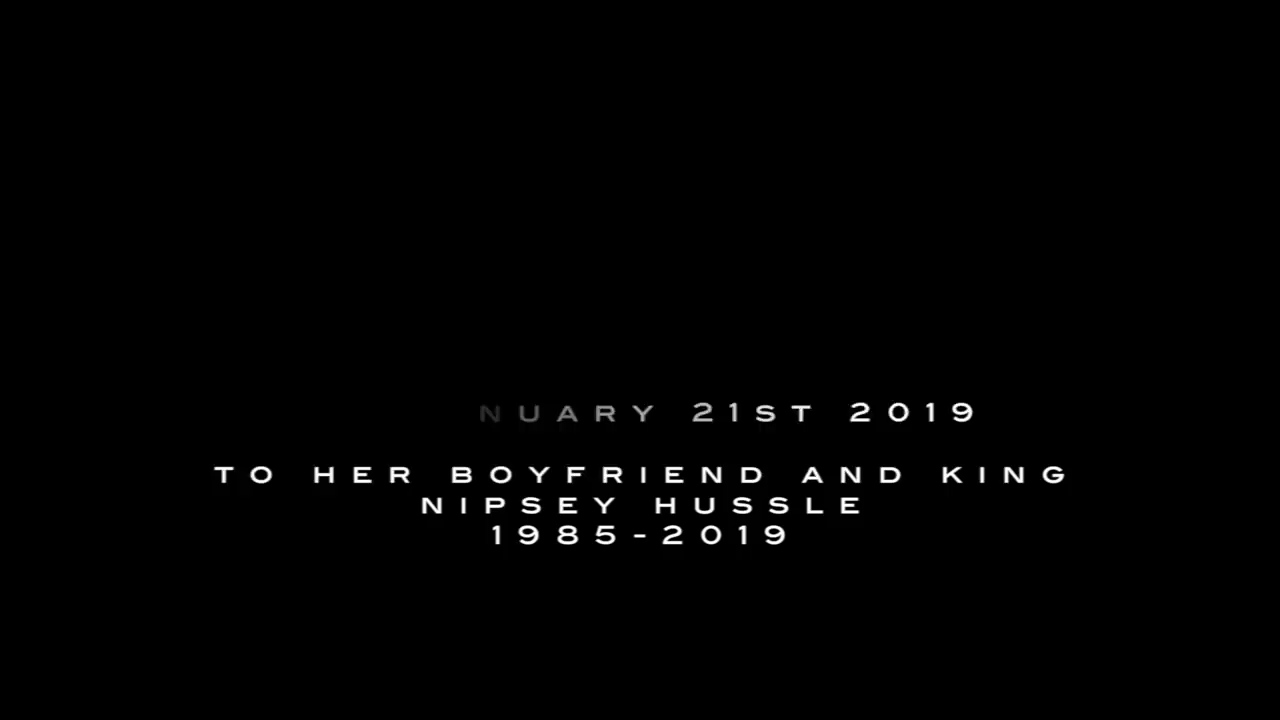 NUARY 21ST 2019
TO HER BOYFRIEND AND KING
NIPSEY HUSSLE
1985-2019